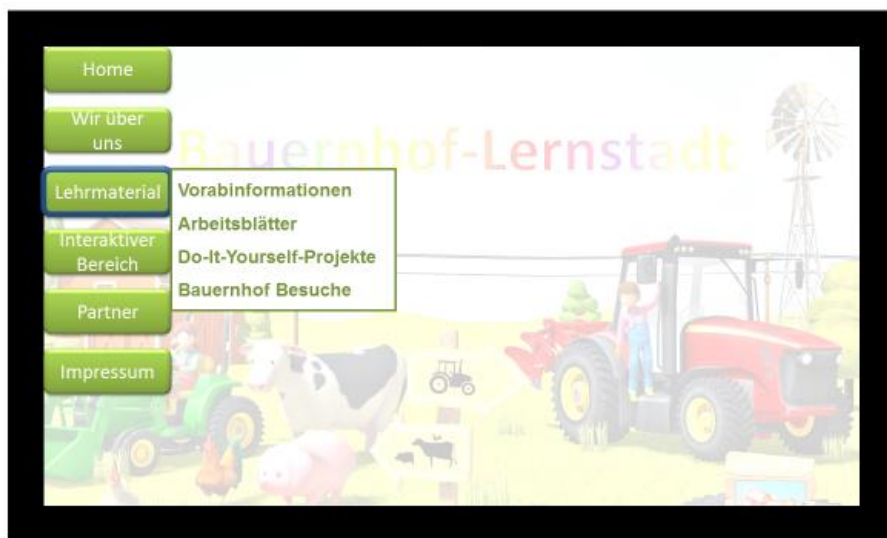 Home
Wir über
uns
Bauernhof-Lernstadt
Lehrmaterial
Vorabinformationen
Arbeitsblätter
Do-It-Yourself-Projekte
Bauernhof Besuche
Interaktiver
Bereich
Partner
Impressum